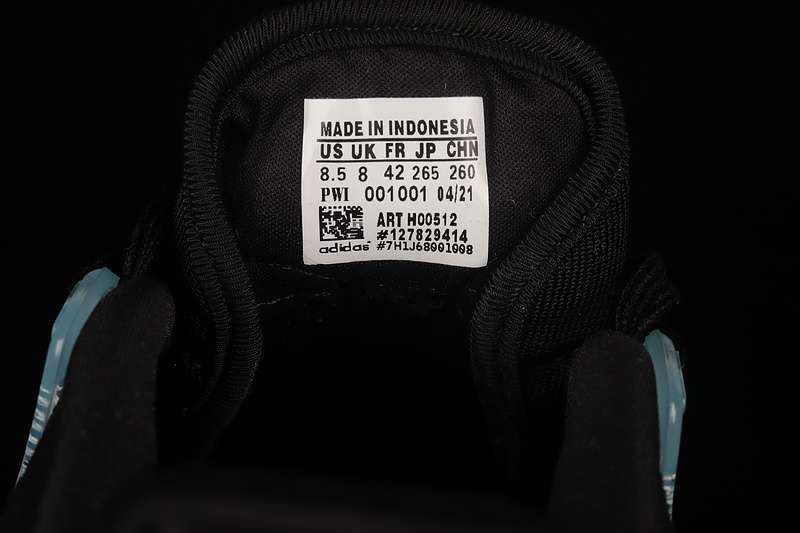 MADE IN INDONESIA
US UK FR JP CHN
8.5 8 42 265 260
PWI 001001 04/21
ART H00512
#127829414
adidas #7H1J68001008